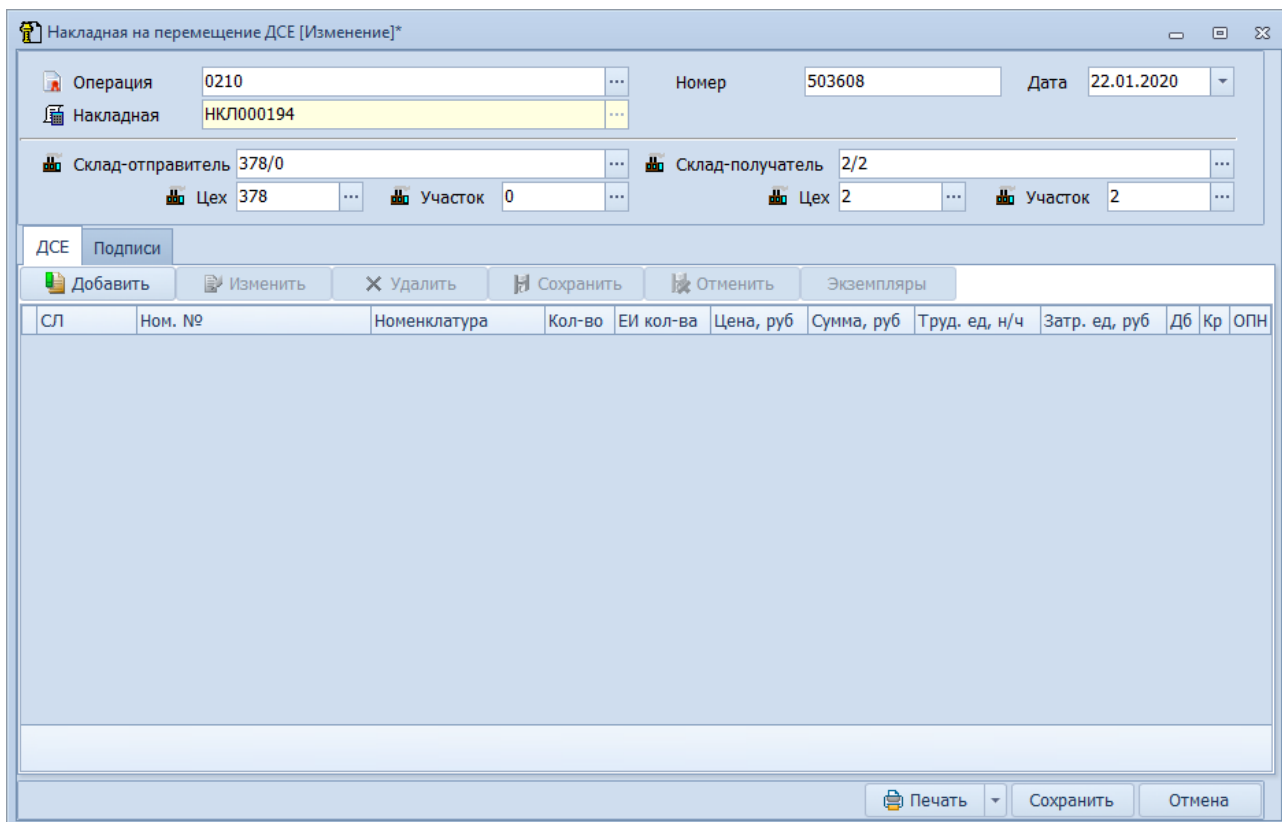 Накладная на перемещение ДСЕ [Изменение]*
Операция 0210 ... Номер 503608 Дата 22.01.2020
Накладная НКЛ000194 ...
Склад-отправитель 378/0 ... Склад-получатель 2/2 ...
Цех 378 ... Участок 0 ... Цех 2 ... Участок 2 ...
ДСЕ Подписи
Добавить Изменить Удалить Сохранить Отменить Экземпляры
СЛ Ном. № Номенклатура Кол-во ЕИ кол-ва Цена, руб Сумма, руб Труд. ед, н/ч Затр. ед, руб Дб Кр ОПН
Печать Сохранить Отмена